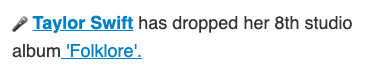 🎤 Taylor Swift has dropped her 8th studio
album 'Folklore'.